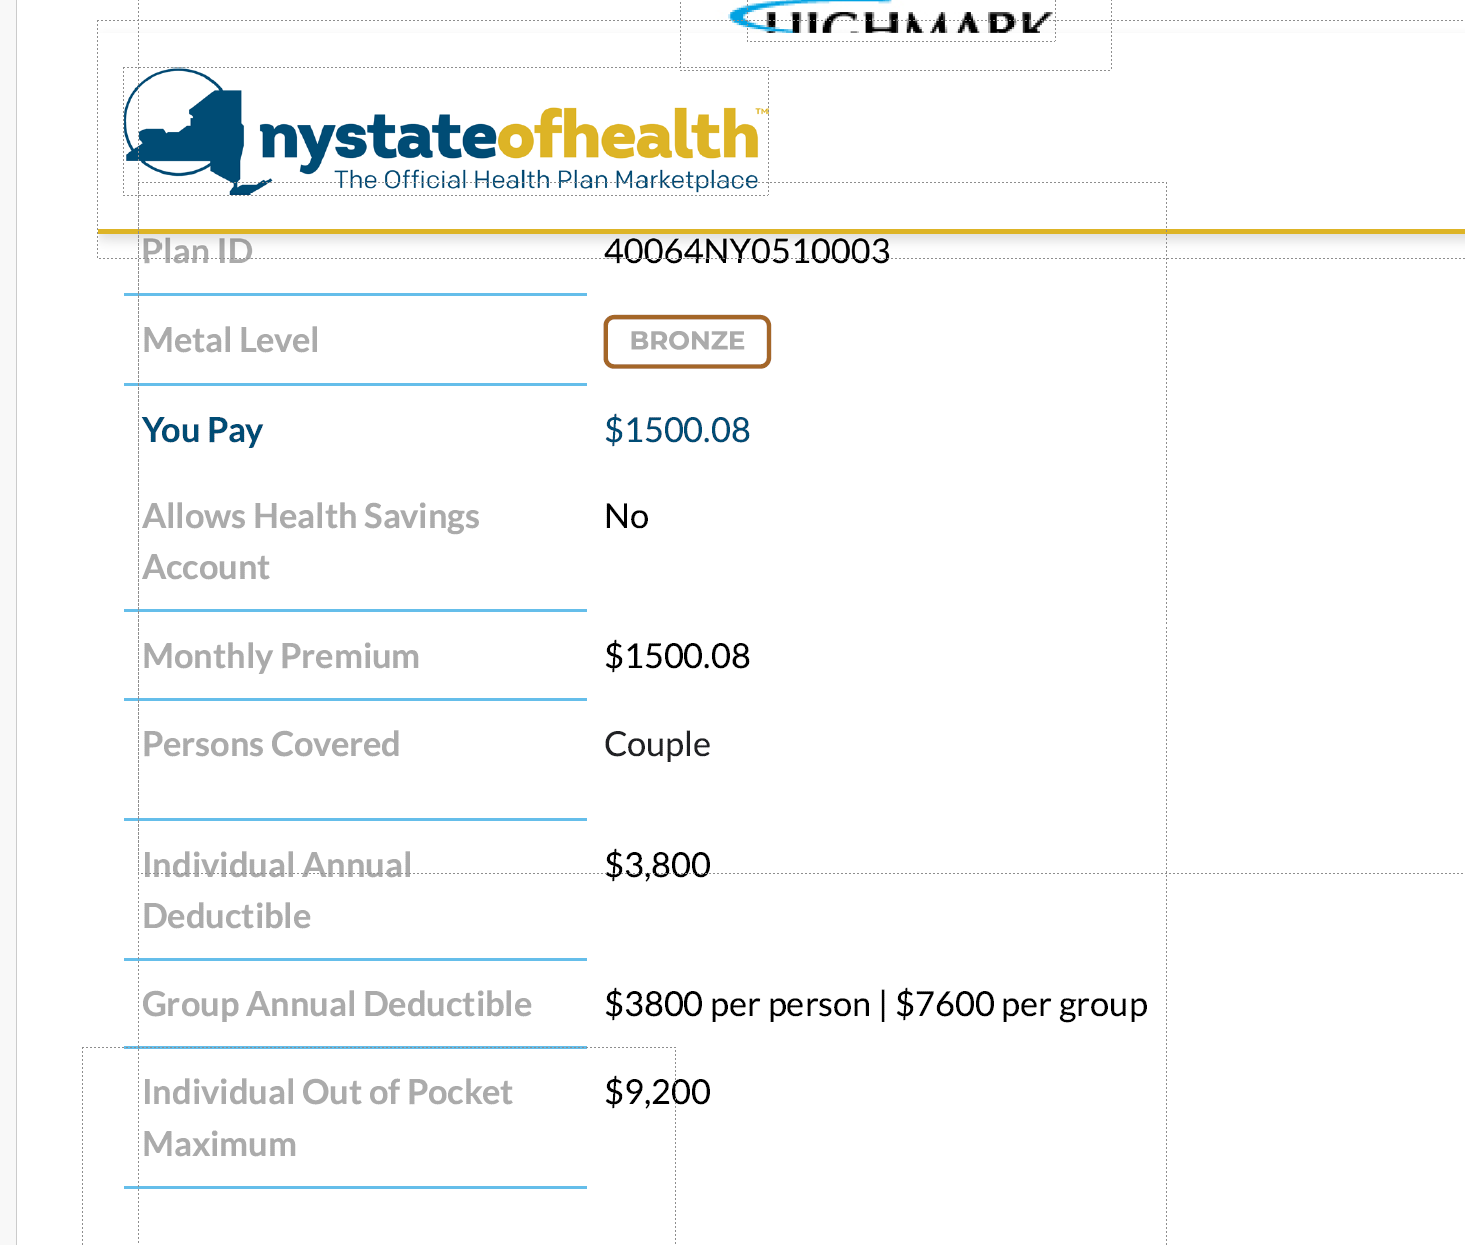 HIGHMARK
nystateofhealth™
The Official Health Plan Marketplace
Plan ID 40064NY0510003
Metal Level BRONZE
You Pay $1500.08
Allows Health Savings No
Account
Monthly Premium $1500.08
Persons Covered Couple
Individual Annual $3,800
Deductible
Group Annual Deductible $3800 per person | $7600 per group
Individual Out of Pocket $9,200
Maximum